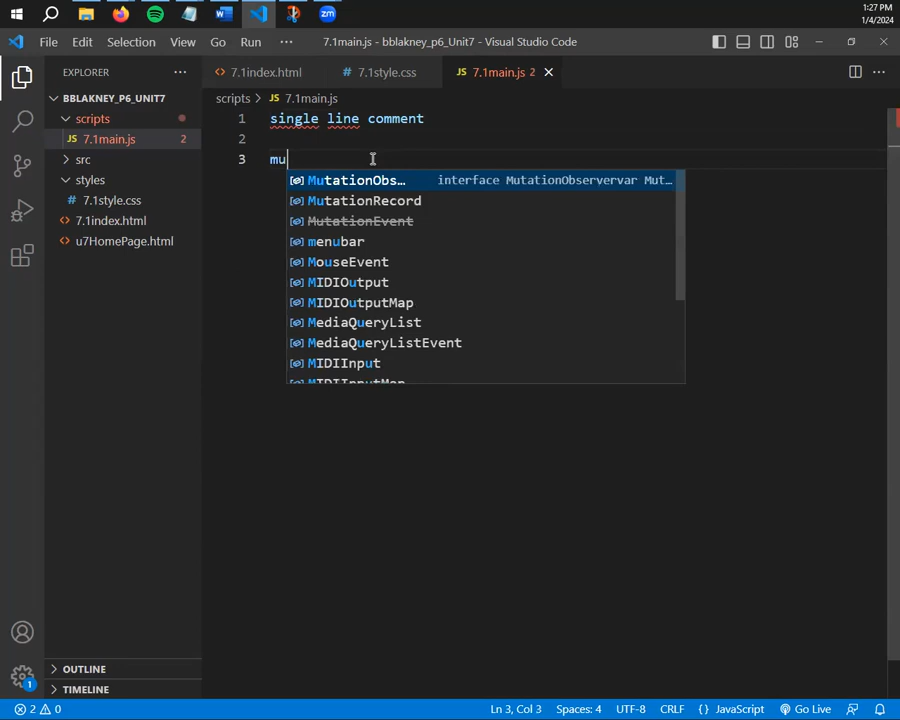 1:27 PM
1/4/2024
File Edit Selection View Go Run ··· 7.1main.js - bblakney_p6_Unit7 - Visual Studio Code
EXPLORER ···
7.1index.html # 7.1style.css JS 7.1main.js 2 ···
BBLAKNEY_P6_UNIT7
scripts
JS 7.1main.js 2
src
styles
# 7.1style.css
7.1index.html
u7HomePage.html
scripts > JS 7.1main.js
1 single line comment
2
3 mu
MutationObs… interface MutationObservervar Mut…
MutationRecord
MutationEvent
menubar
MouseEvent
MIDIOutput
MIDIOutputMap
MediaQueryList
MediaQueryListEvent
MIDIInput
MIDIInputMap
OUTLINE
TIMELINE
1
2 0 Ln 3, Col 3 Spaces: 4 UTF-8 CRLF {} JavaScript Go Live